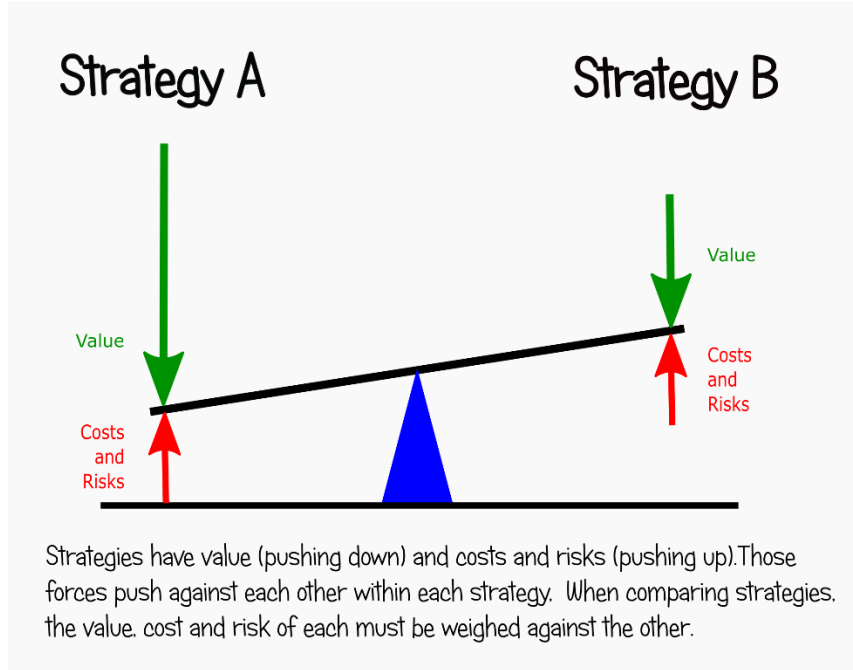 Strategy A
Strategy B
Value
Value
Costs
and
Risks
Costs
and
Risks
Strategies have value (pushing down) and costs and risks (pushing up).Those
forces push against each other within each strategy.  When comparing strategies,
the value, cost and risk of each must be weighed against the other.